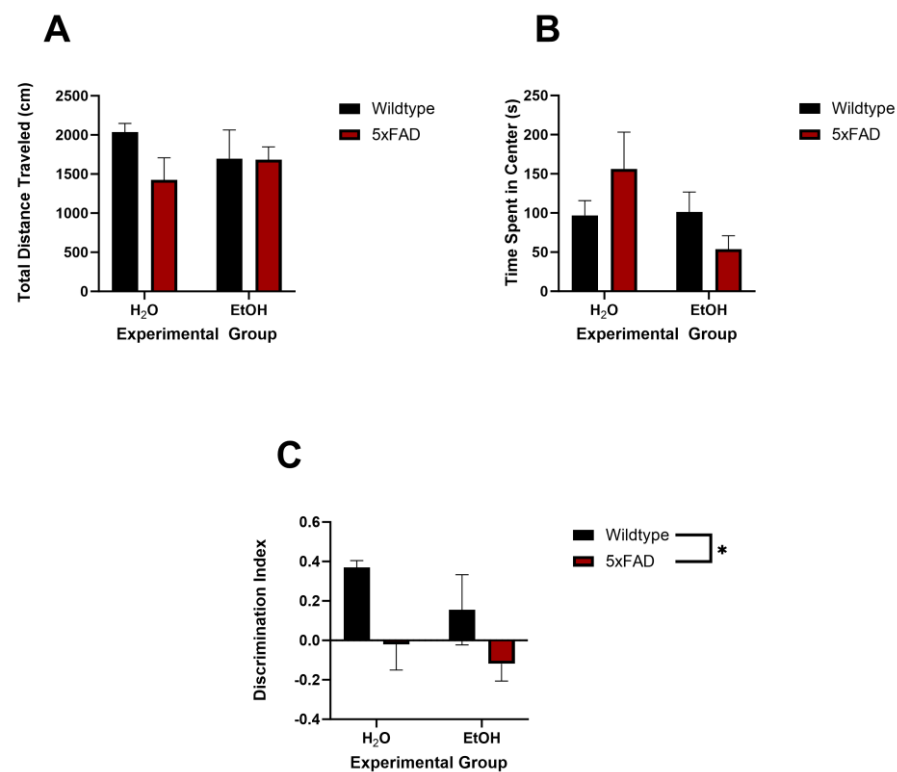 A
Total Distance Traveled (cm)
2500
2000
1500
1000
500
0
H₂O
EtOH
Experimental Group
Wildtype
5xFAD
B
Time Spent in Center (s)
250
200
150
100
50
0
H₂O
EtOH
Experimental Group
Wildtype
5xFAD
C
Discrimination Index
0.6
0.4
0.2
0.0
-0.2
-0.4
H₂O
EtOH
Experimental Group
Wildtype
5xFAD
*